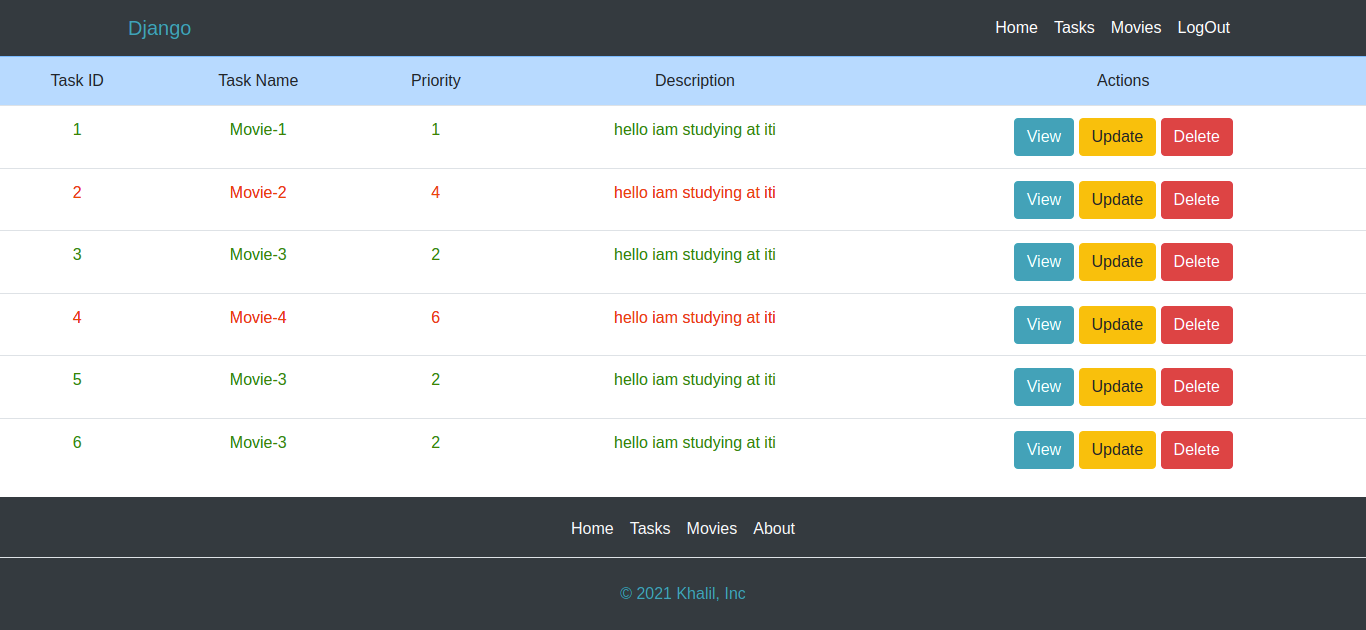 Django Home Tasks Movies LogOut
Task ID Task Name Priority Description Actions
1 Movie-1 1 hello iam studying at iti View Update Delete
2 Movie-2 4 hello iam studying at iti View Update Delete
3 Movie-3 2 hello iam studying at iti View Update Delete
4 Movie-4 6 hello iam studying at iti View Update Delete
5 Movie-3 2 hello iam studying at iti View Update Delete
6 Movie-3 2 hello iam studying at iti View Update Delete
Home Tasks Movies About
© 2021 Khalil, Inc